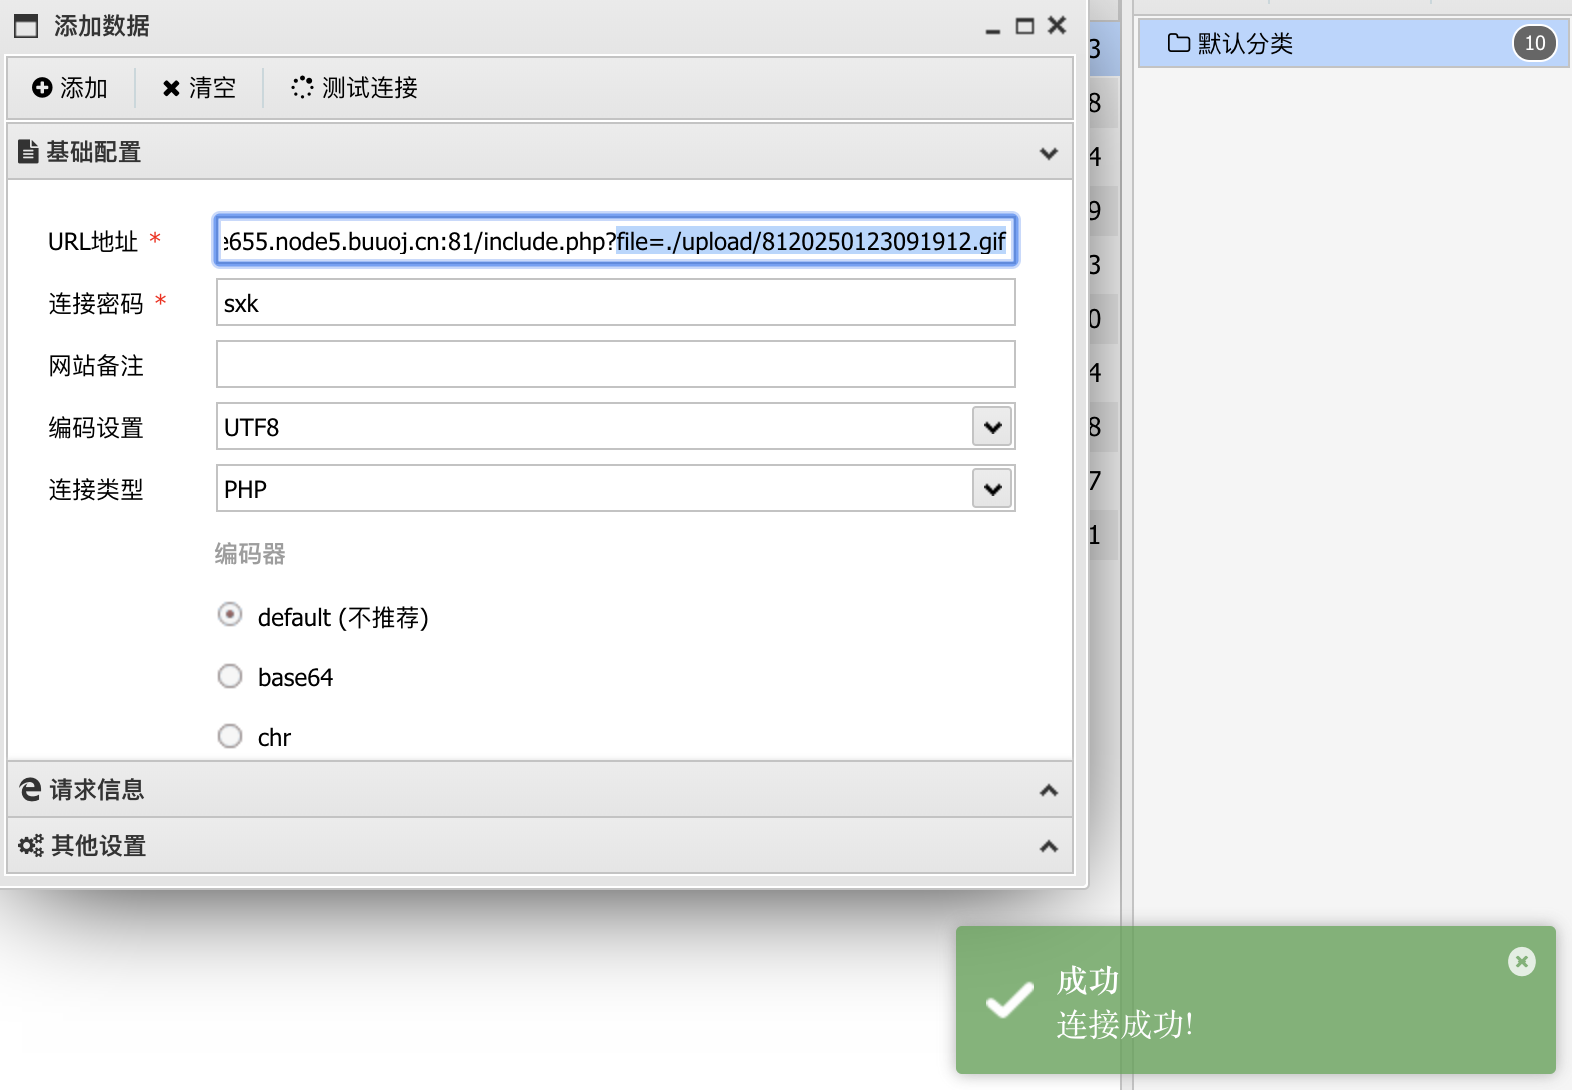 添加数据
添加 清空 测试连接
基础配置
URL地址 * e655.node5.buuoj.cn:81/include.php?file=./upload/8120250123091912.gif
连接密码 * sxk
网站备注
编码设置 UTF8
连接类型 PHP
编码器
default (不推荐)
base64
chr
请求信息
其他设置
3
8
4
9
3
0
4
8
7
1
默认分类 10
成功
连接成功!